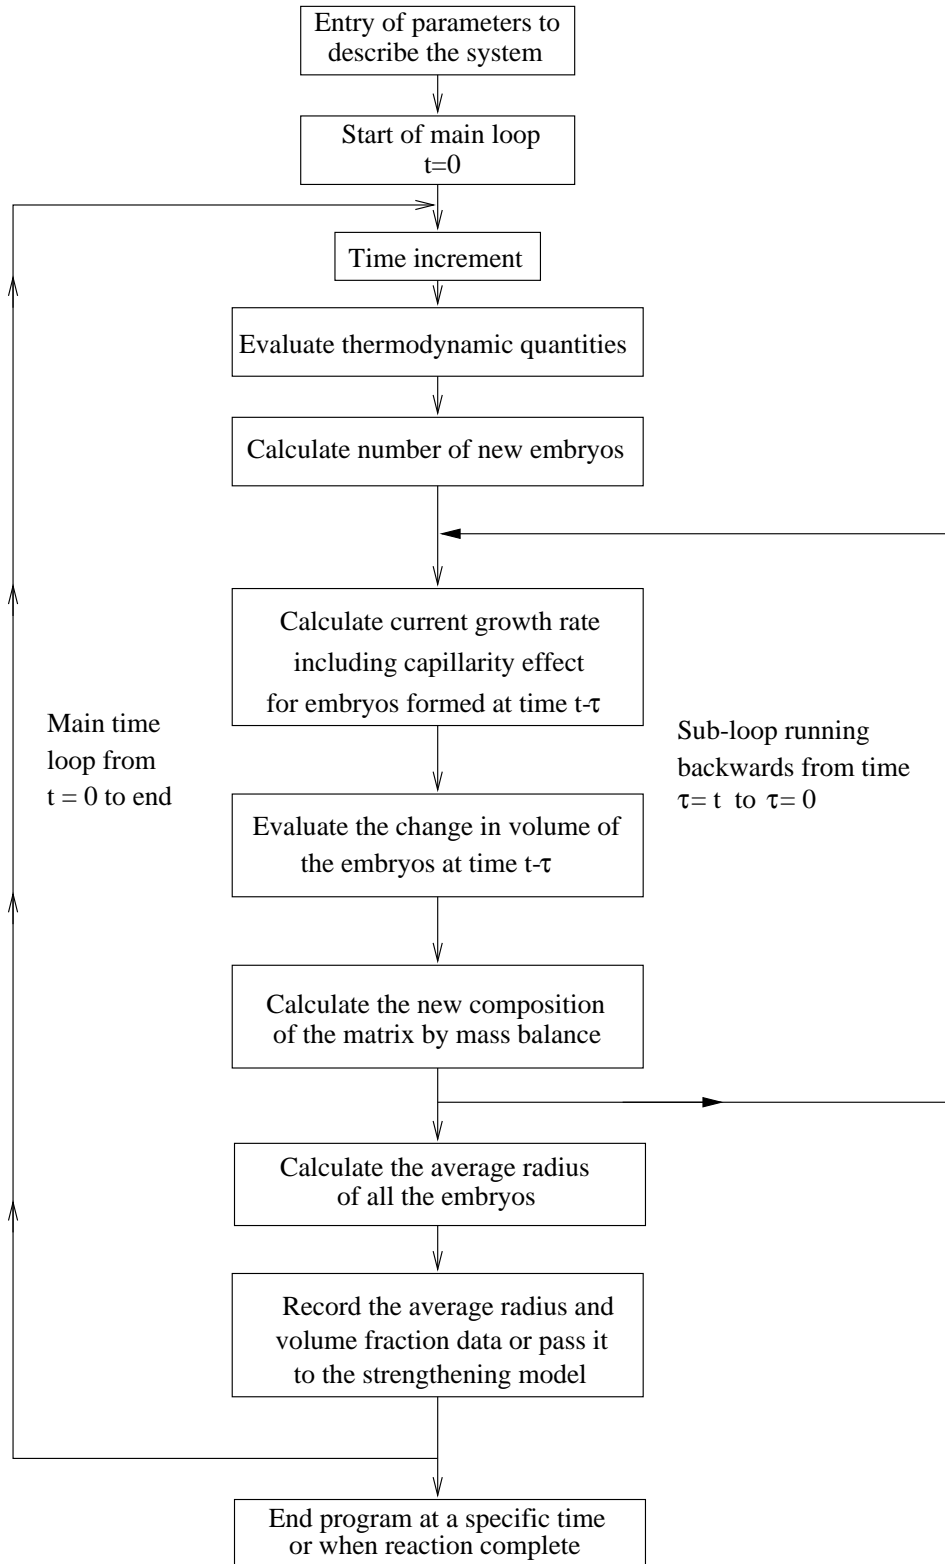 Entry of parameters to
describe the system
Start of main loop
t=0
Time increment
Evaluate thermodynamic quantities
Calculate number of new embryos
Calculate current growth rate
including capillarity effect
for embryos formed at time t-τ
Main time
loop from
t = 0 to end
Sub-loop running
backwards from time
τ= t to τ= 0
Evaluate the change in volume of
the embryos at time t-τ
Calculate the new composition
of the matrix by mass balance
Calculate the average radius
of all the embryos
Record the average radius and
volume fraction data or pass it
to the strengthening model
End program at a specific time
or when reaction complete